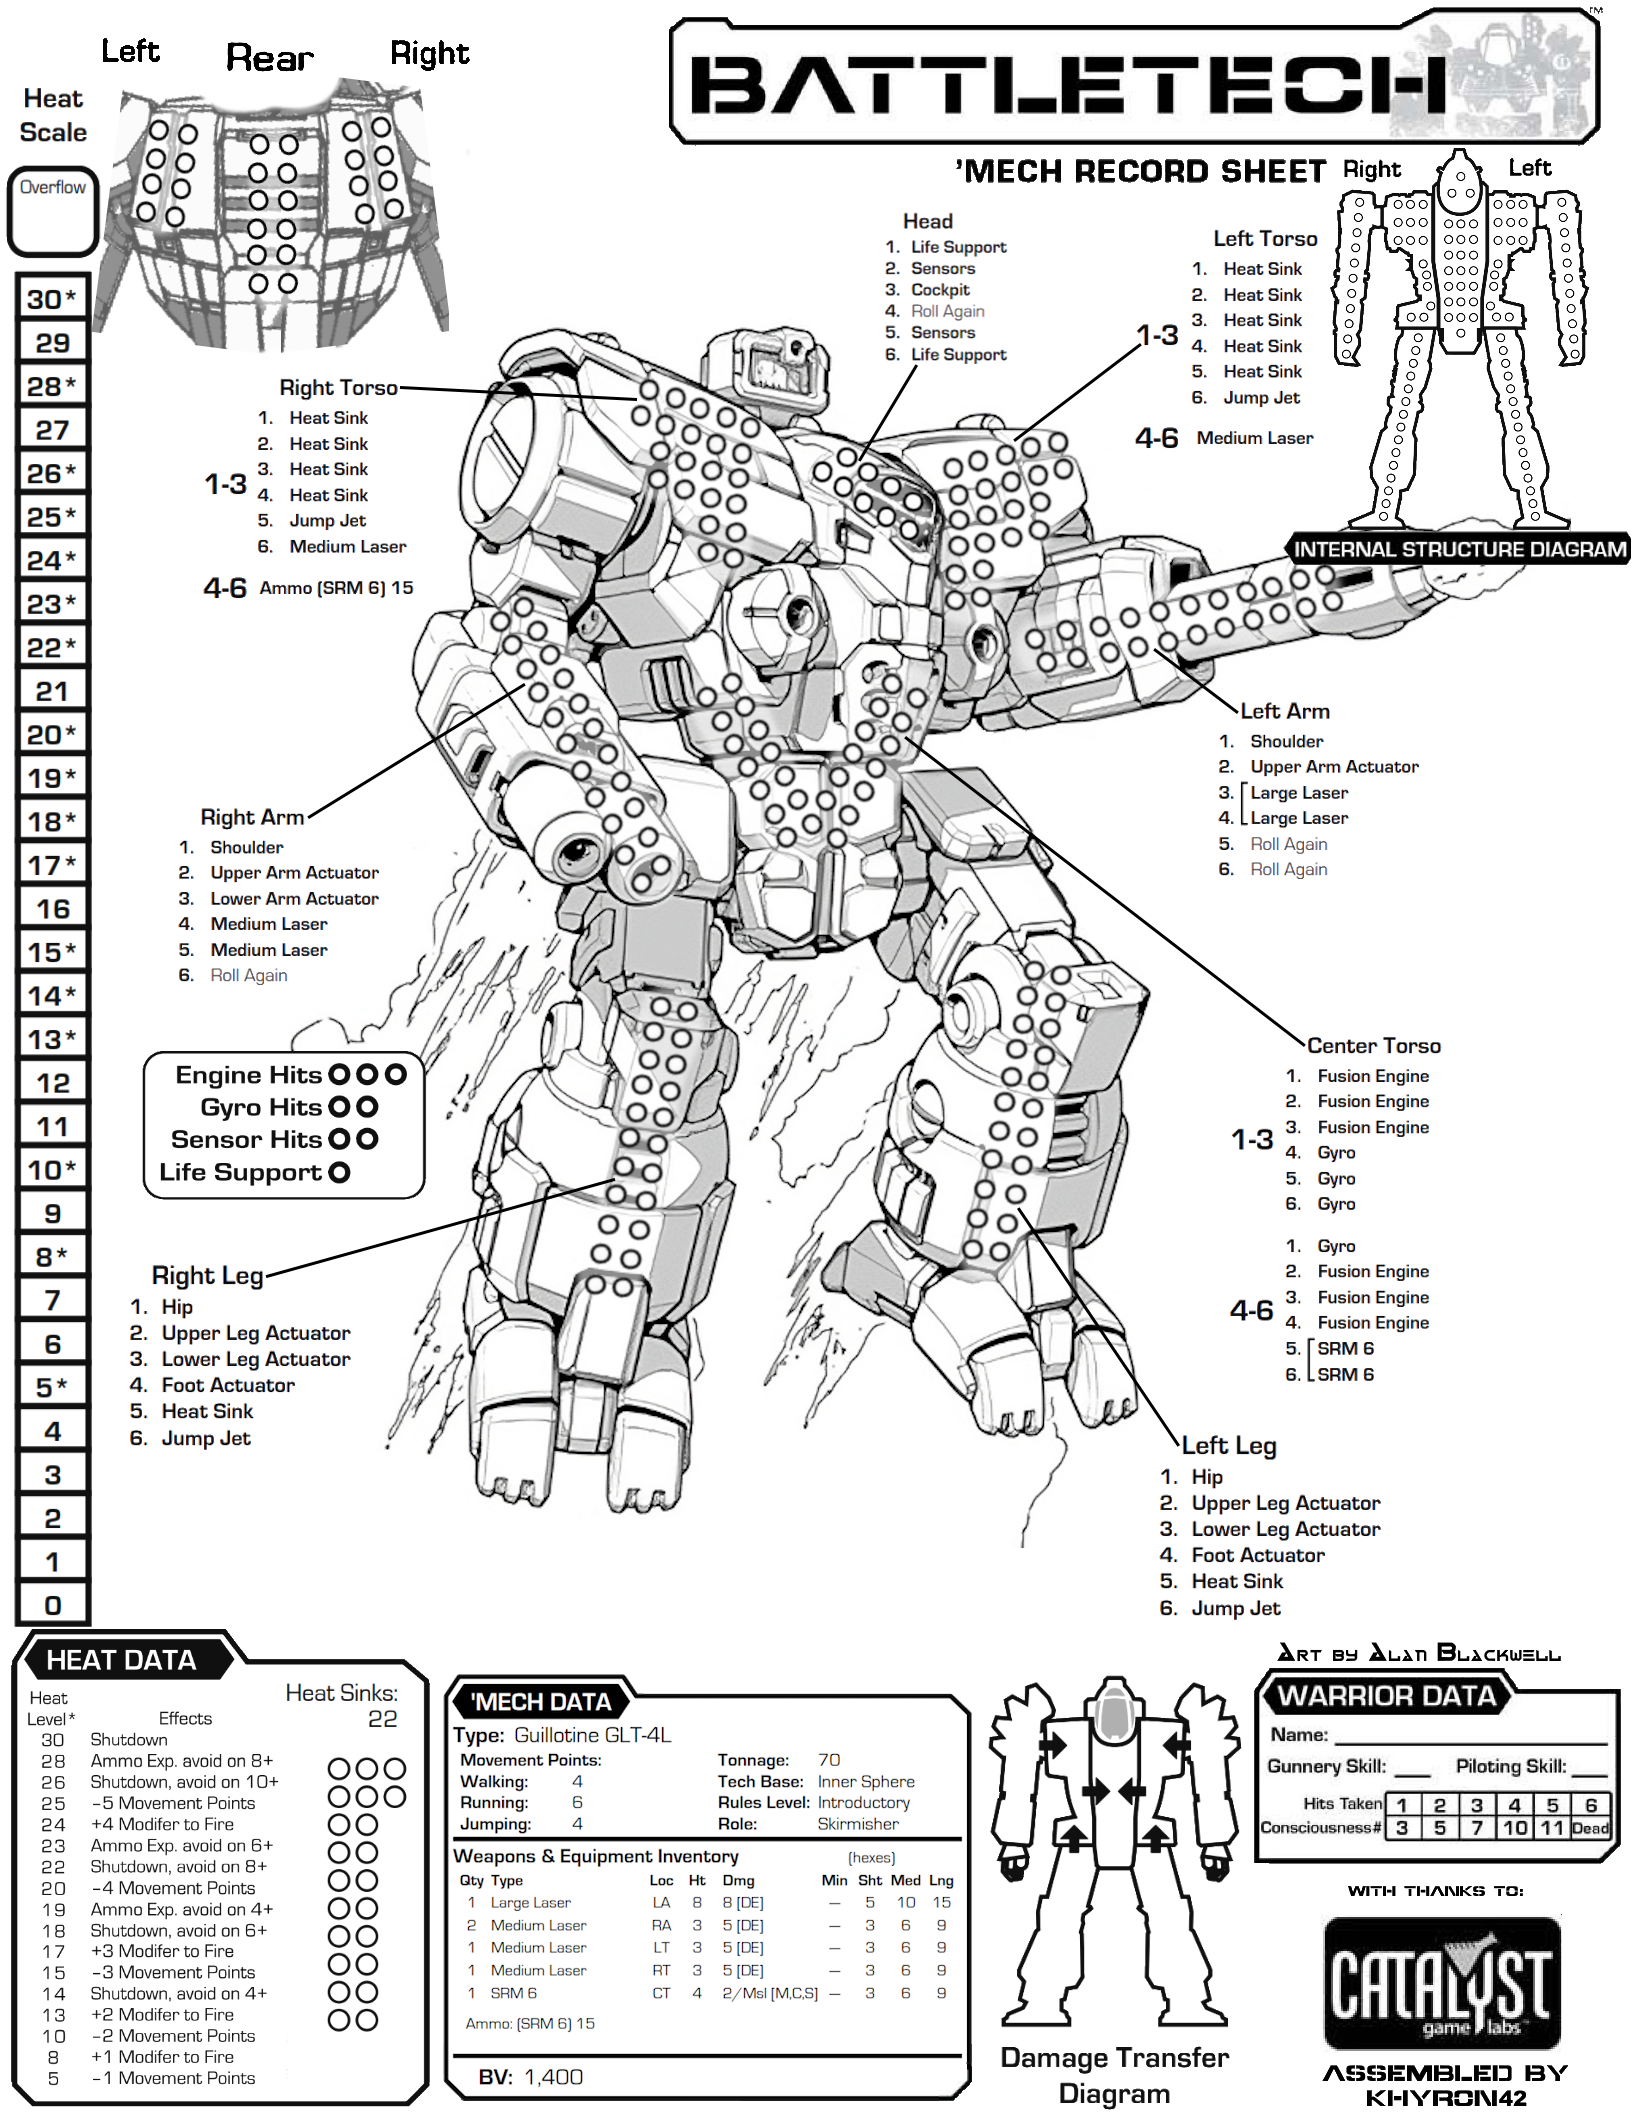 Left Rear Right
Heat
Scale
Overflow
30*
29
28*
27
26*
25*
24*
23*
22*
21
20*
19*
18*
17*
16
15*
14*
13*
12
11
10*
9
8*
7
6
5*
4
3
2
1
0
BATTLETECH
TM
'MECH RECORD SHEET
Right Left
INTERNAL STRUCTURE DIAGRAM
Head
1. Life Support
2. Sensors
3. Cockpit
4. Roll Again
5. Sensors
6. Life Support
Left Torso
1-3
1. Heat Sink
2. Heat Sink
3. Heat Sink
4. Heat Sink
5. Heat Sink
6. Jump Jet
4-6 Medium Laser
Right Torso
1-3
1. Heat Sink
2. Heat Sink
3. Heat Sink
4. Heat Sink
5. Jump Jet
6. Medium Laser
4-6 Ammo (SRM 6) 15
Left Arm
1. Shoulder
2. Upper Arm Actuator
3. Large Laser
4. Large Laser
5. Roll Again
6. Roll Again
Right Arm
1. Shoulder
2. Upper Arm Actuator
3. Lower Arm Actuator
4. Medium Laser
5. Medium Laser
6. Roll Again
Engine Hits
Gyro Hits
Sensor Hits
Life Support
Center Torso
1-3
1. Fusion Engine
2. Fusion Engine
3. Fusion Engine
4. Gyro
5. Gyro
6. Gyro
4-6
1. Gyro
2. Fusion Engine
3. Fusion Engine
4. Fusion Engine
5. SRM 6
6. SRM 6
Right Leg
1. Hip
2. Upper Leg Actuator
3. Lower Leg Actuator
4. Foot Actuator
5. Heat Sink
6. Jump Jet
Left Leg
1. Hip
2. Upper Leg Actuator
3. Lower Leg Actuator
4. Foot Actuator
5. Heat Sink
6. Jump Jet
HEAT DATA
Heat Sinks:
22
Heat
Level* Effects
30 Shutdown
28 Ammo Exp. avoid on 8+
26 Shutdown, avoid on 10+
25 -5 Movement Points
24 +4 Modifer to Fire
23 Ammo Exp. avoid on 6+
22 Shutdown, avoid on 8+
20 -4 Movement Points
19 Ammo Exp. avoid on 4+
18 Shutdown, avoid on 6+
17 +3 Modifer to Fire
15 -3 Movement Points
14 Shutdown, avoid on 4+
13 +2 Modifer to Fire
10 -2 Movement Points
8 +1 Modifer to Fire
5 -1 Movement Points
'MECH DATA
Type: Guillotine GLT-4L
Movement Points: Tonnage: 70
Walking: 4 Tech Base: Inner Sphere
Running: 6 Rules Level: Introductory
Jumping: 4 Role: Skirmisher
Weapons & Equipment Inventory (hexes)
Qty Type Loc Ht Dmg Min Sht Med Lng
1 Large Laser LA 8 8 [DE] – 5 10 15
2 Medium Laser RA 3 5 [DE] – 3 6 9
1 Medium Laser LT 3 5 [DE] – 3 6 9
1 Medium Laser RT 3 5 [DE] – 3 6 9
1 SRM 6 CT 4 2/Msl [M,C,S] – 3 6 9
Ammo: (SRM 6) 15
BV: 1,400
Damage Transfer
Diagram
Art by Alan Blackwell
WARRIOR DATA
Name:
Gunnery Skill: ___ Piloting Skill: ___
Hits Taken 1 2 3 4 5 6
Consciousness# 3 5 7 10 11 Dead
WITH THANKS TO:
CATALYST
game labs
ASSEMBLED BY
KHYRON42